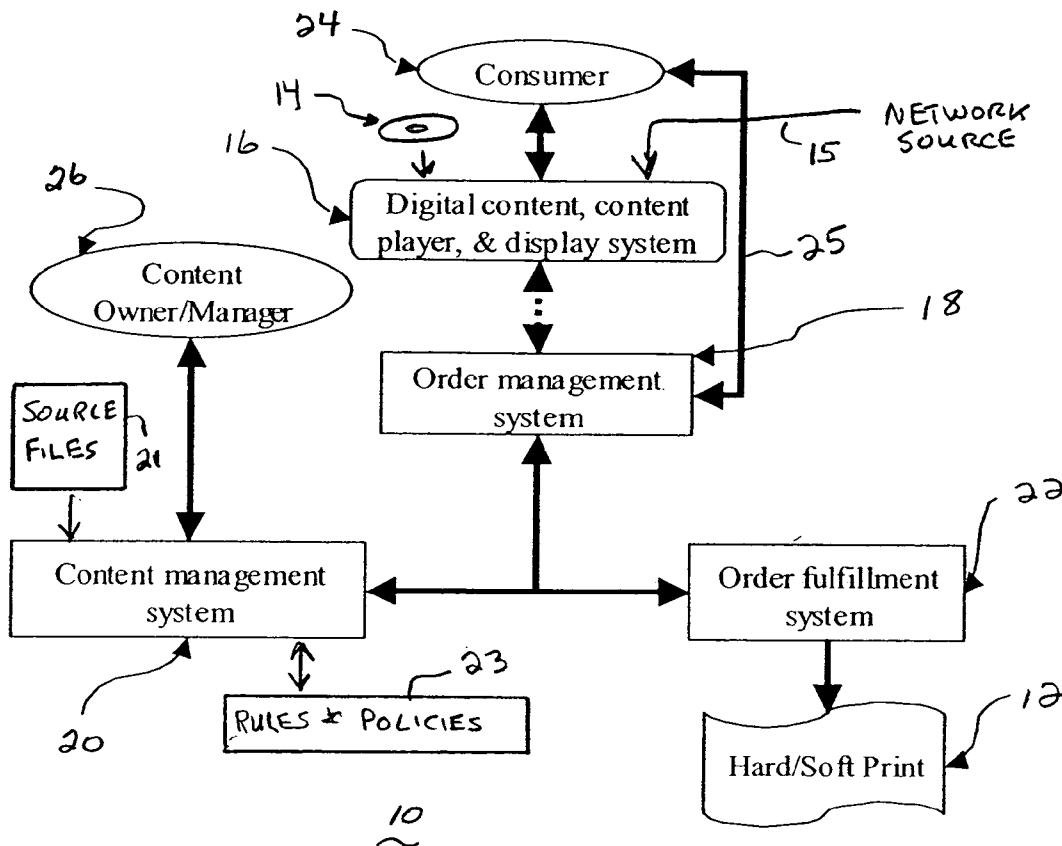 24
Consumer
14
NETWORK
SOURCE
15
16
26
Digital content, content
player, & display system
25
Content
Owner/Manager
18
Order management
system
SOURCE
FILES
21
22
Content management
system
Order fulfillment
system
23
RULES & POLICIES
20
12
Hard/Soft Print
10